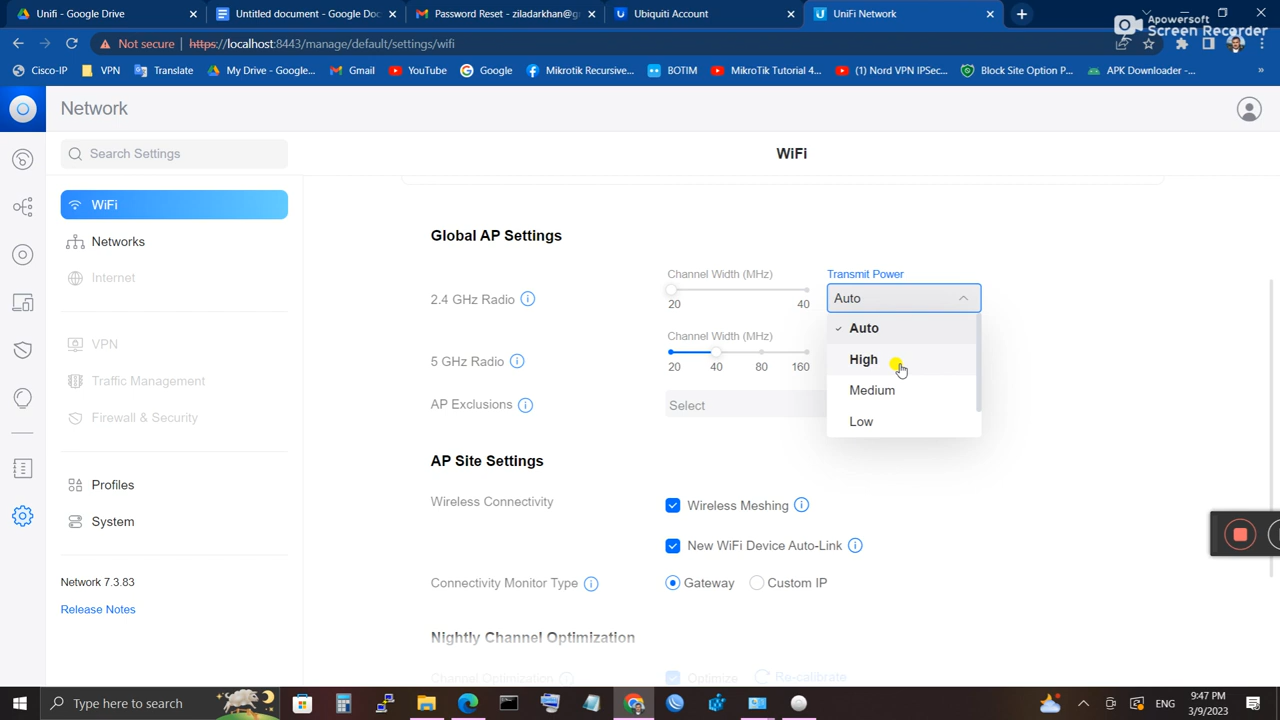 Unifi - Google Drive
Untitled document - Google Doc
Password Reset - ziladarkhan@g
Ubiquiti Account
UniFi Network
Apowersoft
Screen Recorder
Not secure
https://localhost:8443/manage/default/settings/wifi
Cisco-IP
VPN
Translate
My Drive - Google...
Gmail
YouTube
Google
Mikrotik Recursive...
BOTIM
MikroTik Tutorial 4...
(1) Nord VPN IPSec...
Block Site Option P...
APK Downloader -...
»
Network
Search Settings
WiFi
WiFi
Networks
Internet
VPN
Traffic Management
Firewall & Security
Profiles
System
Network 7.3.83
Release Notes
Global AP Settings
Channel Width (MHz)
Transmit Power
2.4 GHz Radio
20
40
Auto
Auto
High
Medium
Low
Channel Width (MHz)
5 GHz Radio
20
40
80
160
AP Exclusions
Select
AP Site Settings
Wireless Connectivity
Wireless Meshing
New WiFi Device Auto-Link
Connectivity Monitor Type
Gateway
Custom IP
Nightly Channel Optimization
Channel Optimization
Optimize
Re-calibrate
Type here to search
ENG
9:47 PM
3/9/2023